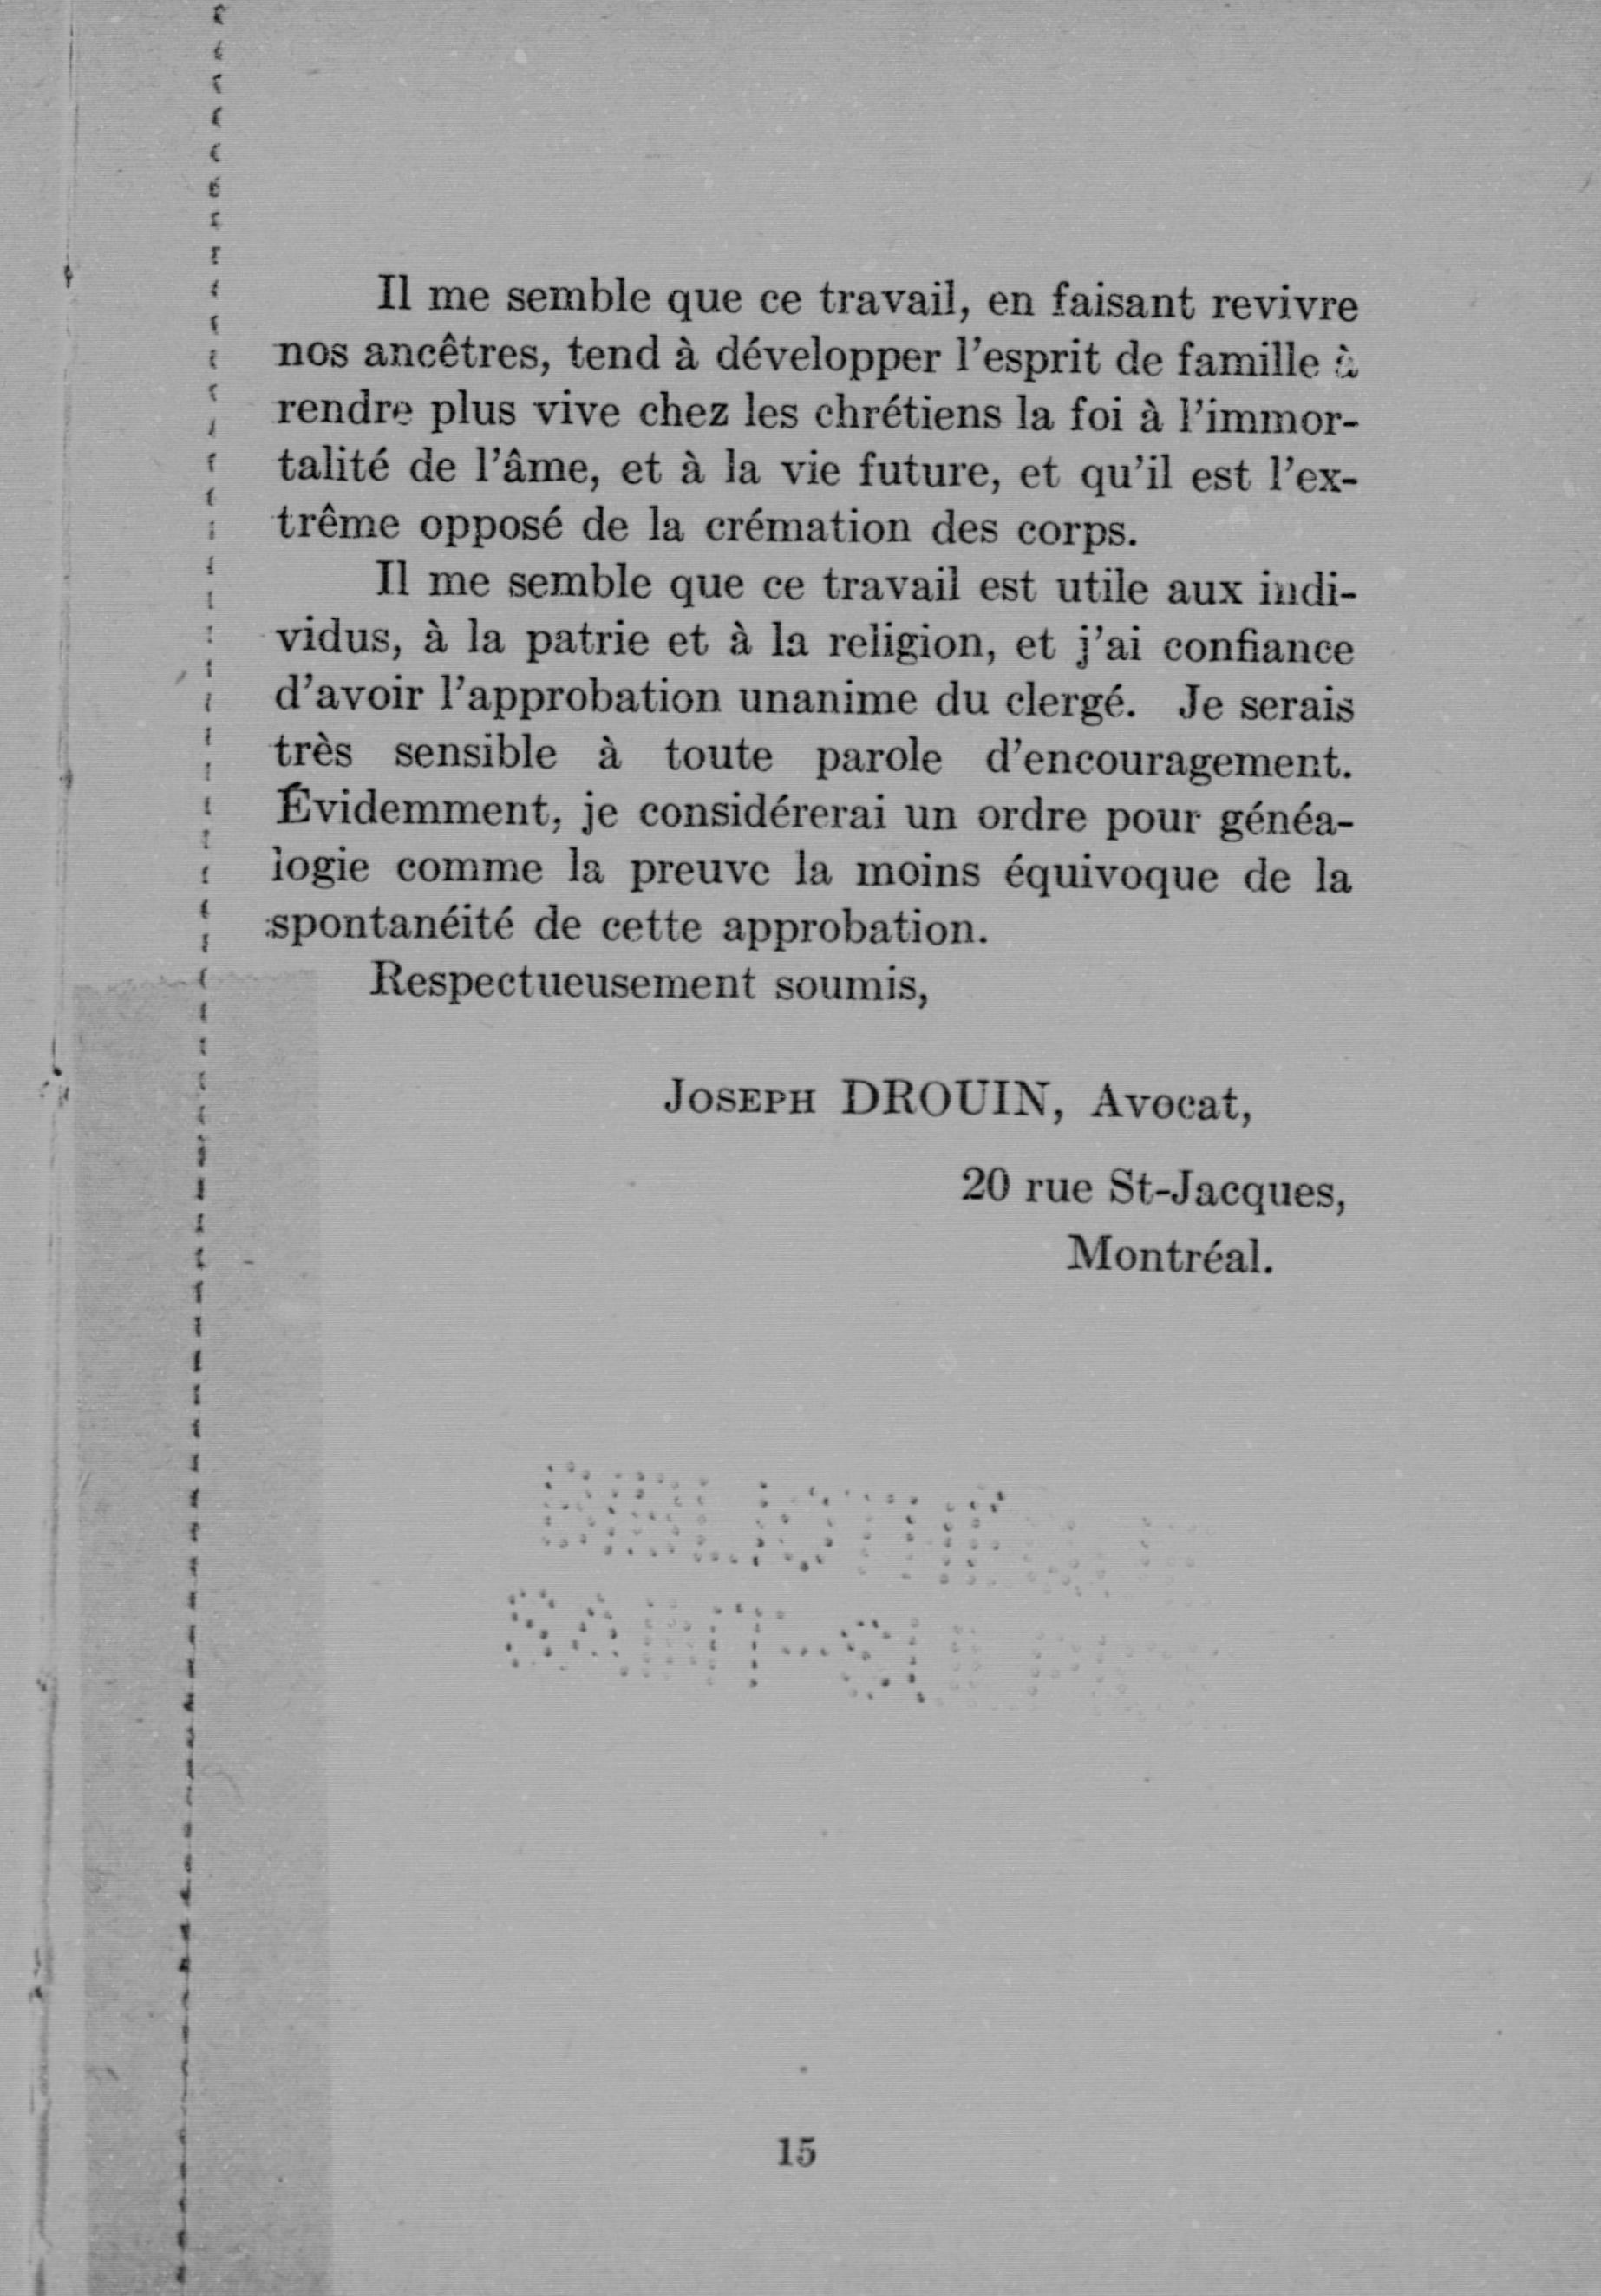 Il me semble que ce travail, en faisant revivre
nos ancêtres, tend à développer l'esprit de famille à
rendre plus vive chez les chrétiens la foi à l'immor-
talité de l'âme, et à la vie future, et qu'il est l'ex-
trême opposé de la crémation des corps.
Il me semble que ce travail est utile aux indi-
vidus, à la patrie et à la religion, et j'ai confiance
d'avoir l'approbation unanime du clergé. Je serais
très sensible à toute parole d'encouragement.
Évidemment, je considérerai un ordre pour généa-
logie comme la preuve la moins équivoque de la
spontanéité de cette approbation.
Respectueusement soumis,
JOSEPH DROUIN, Avocat,
20 rue St-Jacques,
Montréal.
15